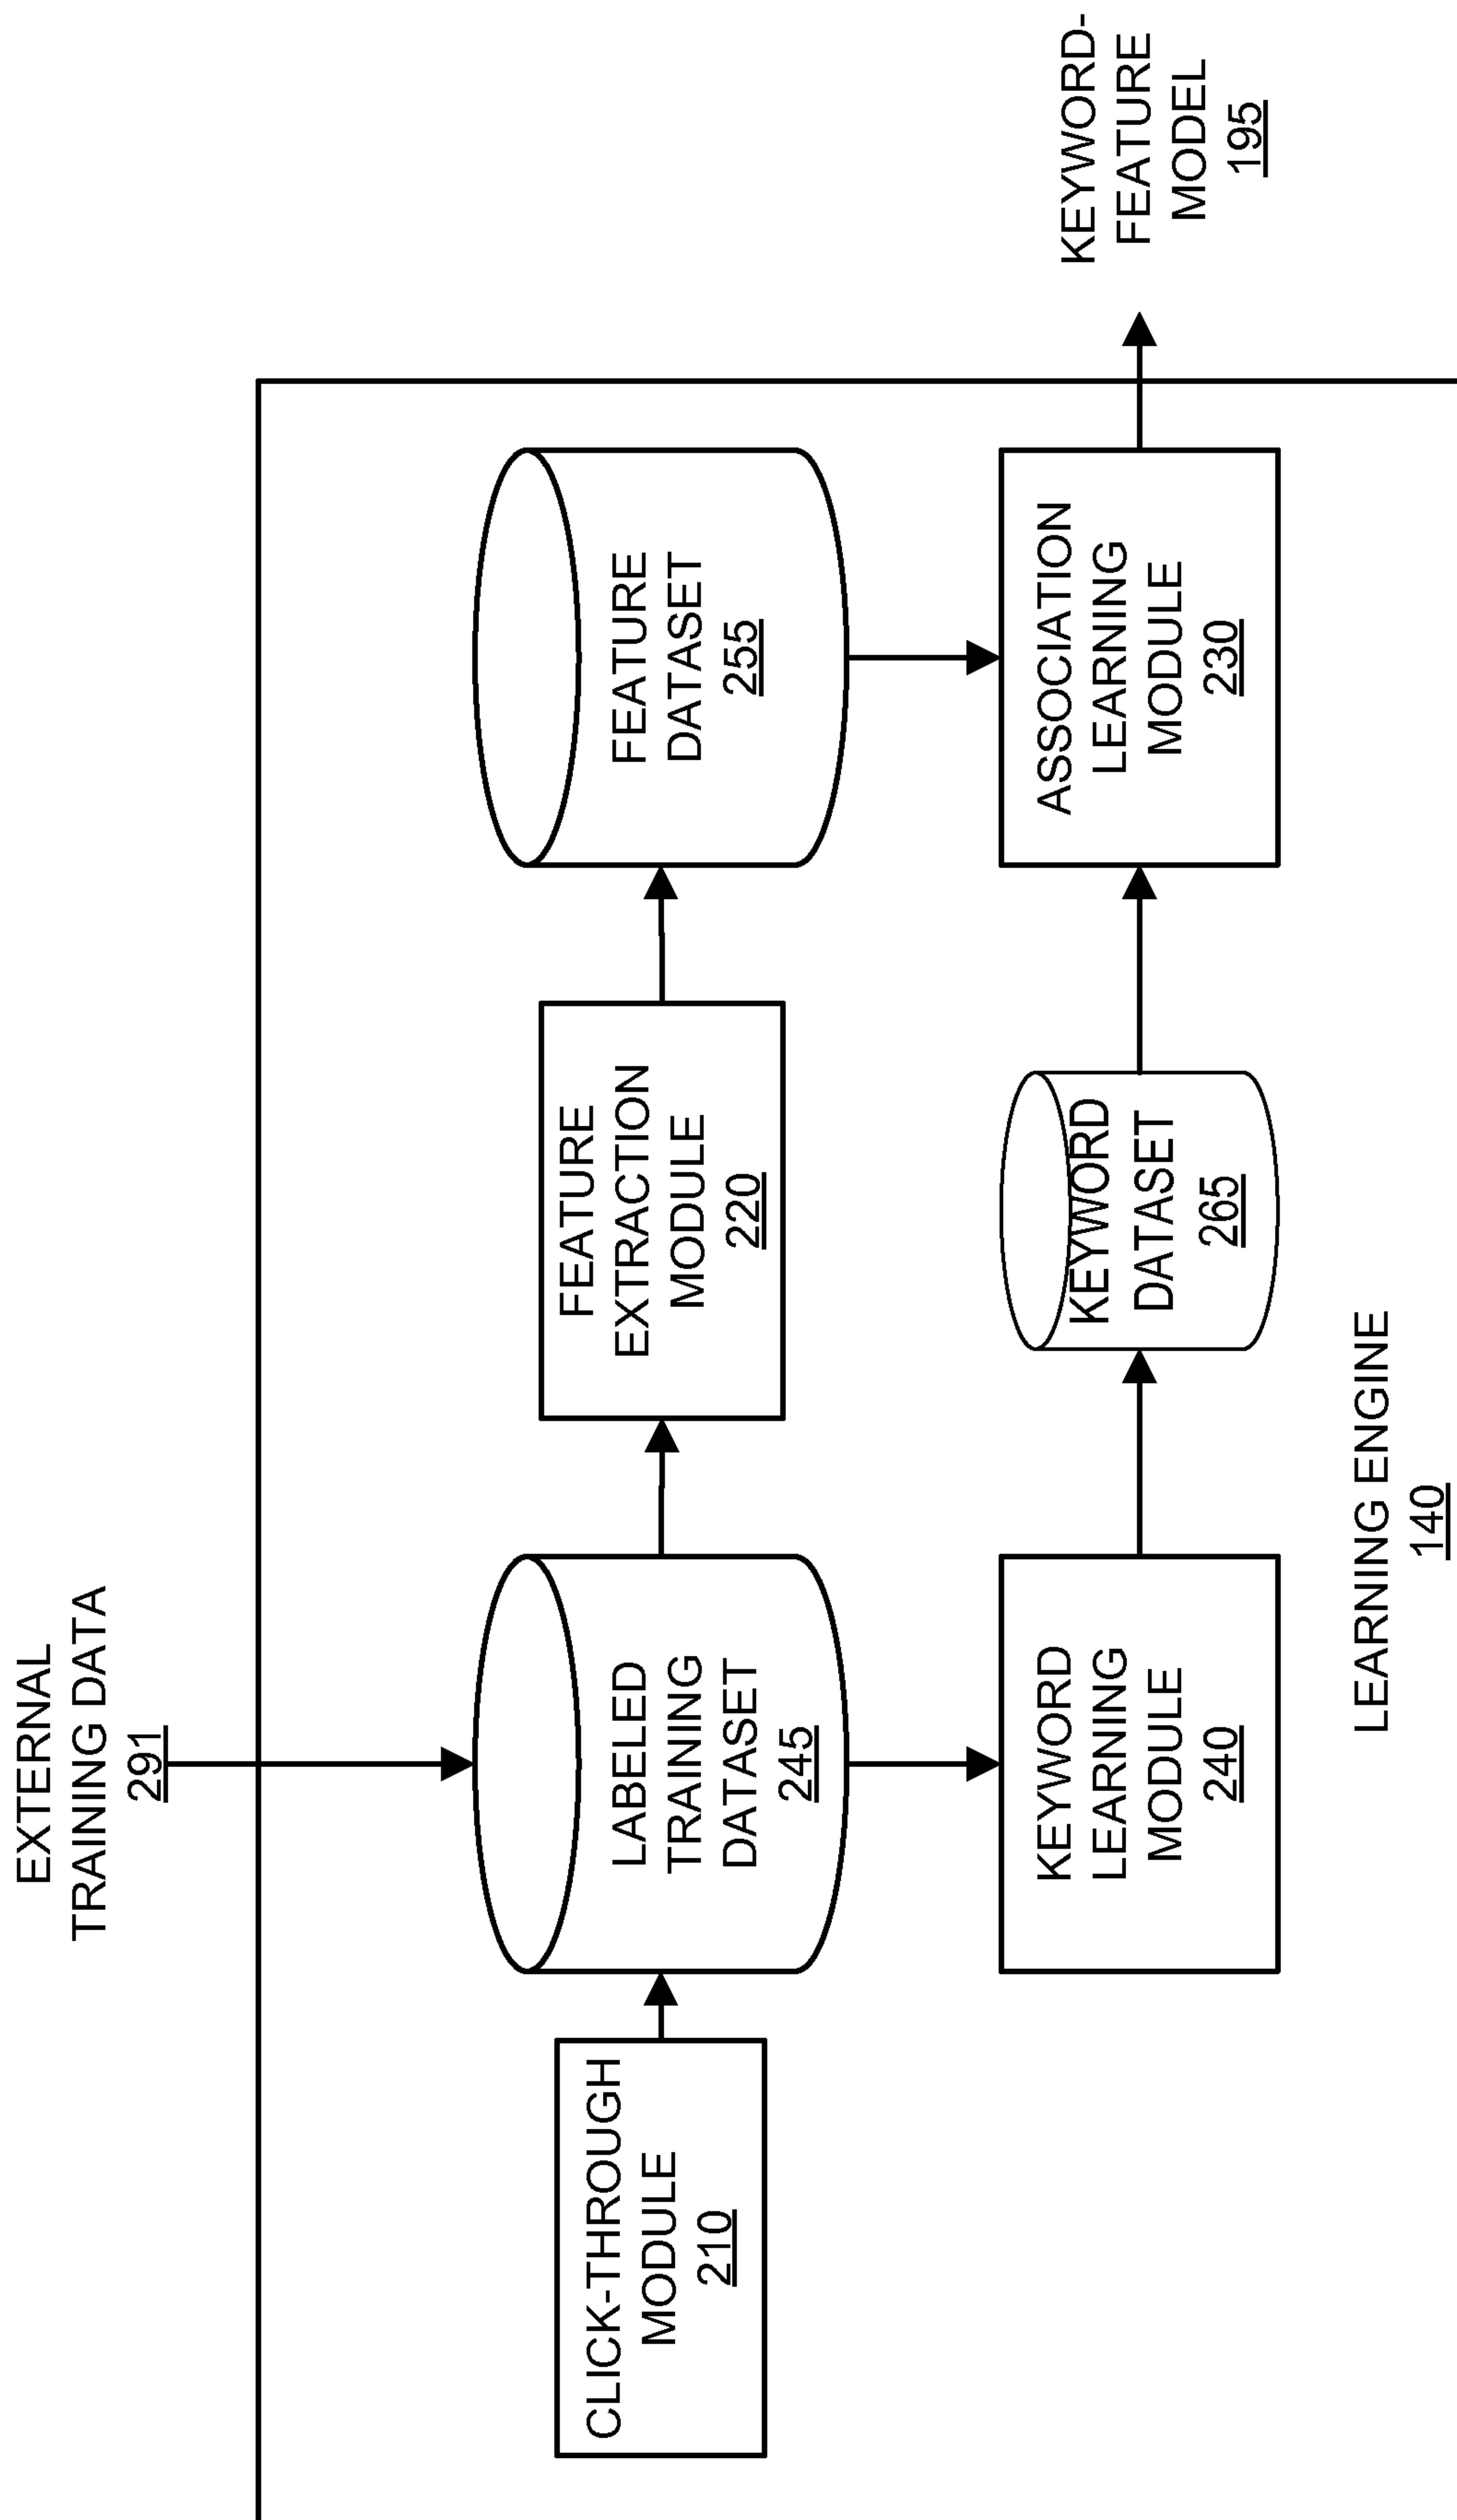 EXTERNAL
TRAINING DATA
291
CLICK-THROUGH
MODULE
210
LABELED
TRAINING
DATASET
245
FEATURE
EXTRACTION
MODULE
220
FEATURE
DATASET
255
KEYWORD
LEARNING
MODULE
240
KEYWORD
DATASET
265
ASSOCIATION
LEARNING
MODULE
230
KEYWORD-
FEATURE
MODEL
195
LEARNING ENGINE
140